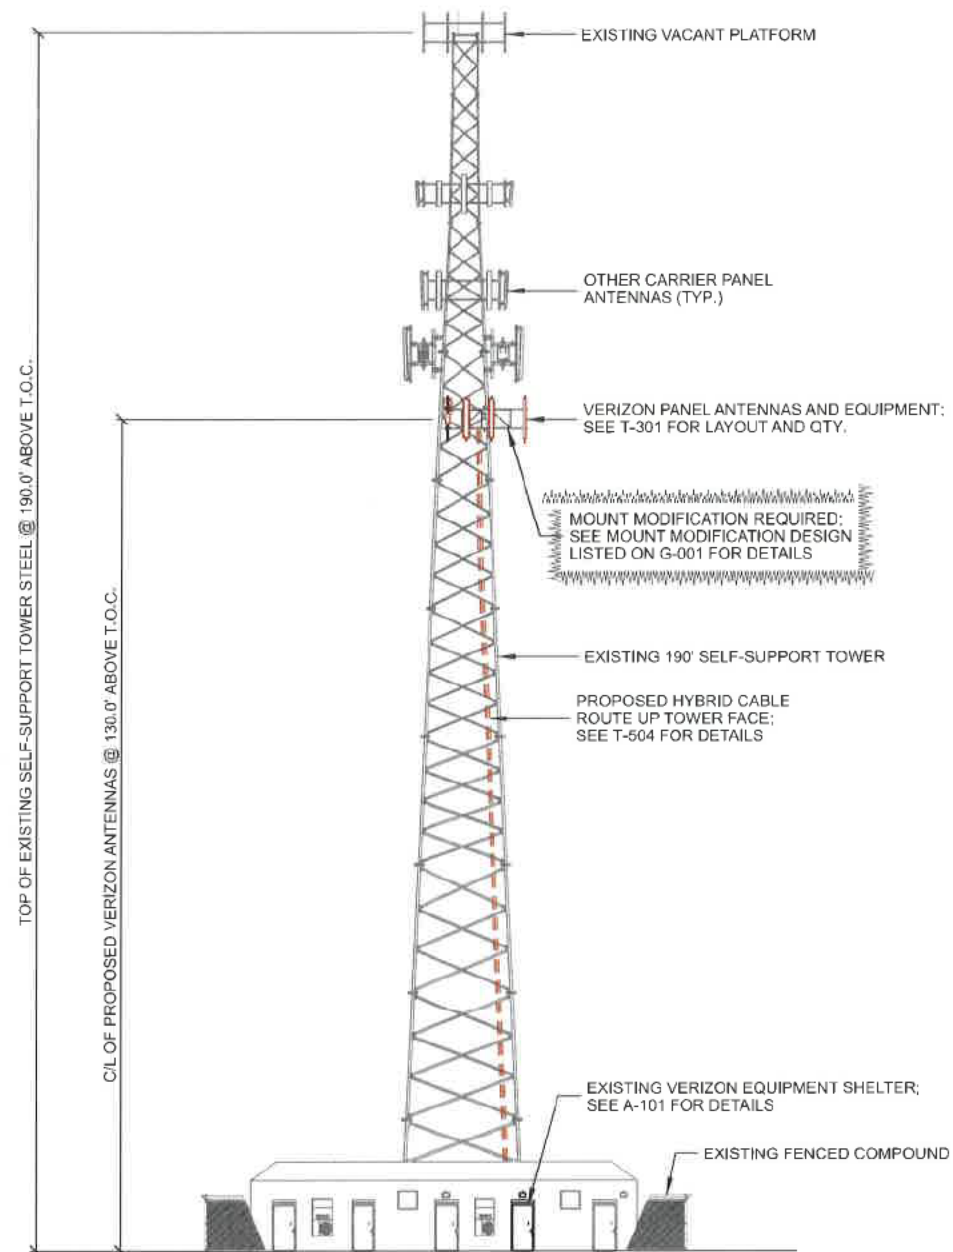 EXISTING VACANT PLATFORM
OTHER CARRIER PANEL
ANTENNAS (TYP.)
VERIZON PANEL ANTENNAS AND EQUIPMENT;
SEE T-301 FOR LAYOUT AND QTY.
MOUNT MODIFICATION REQUIRED;
SEE MOUNT MODIFICATION DESIGN
LISTED ON G-001 FOR DETAILS
EXISTING 190' SELF-SUPPORT TOWER
PROPOSED HYBRID CABLE
ROUTE UP TOWER FACE;
SEE T-504 FOR DETAILS
EXISTING VERIZON EQUIPMENT SHELTER;
SEE A-101 FOR DETAILS
EXISTING FENCED COMPOUND
TOP OF EXISTING SELF-SUPPORT TOWER STEEL @ 190.0' ABOVE T.O.C.
C/L OF PROPOSED VERIZON ANTENNAS @ 130.0' ABOVE T.O.C.